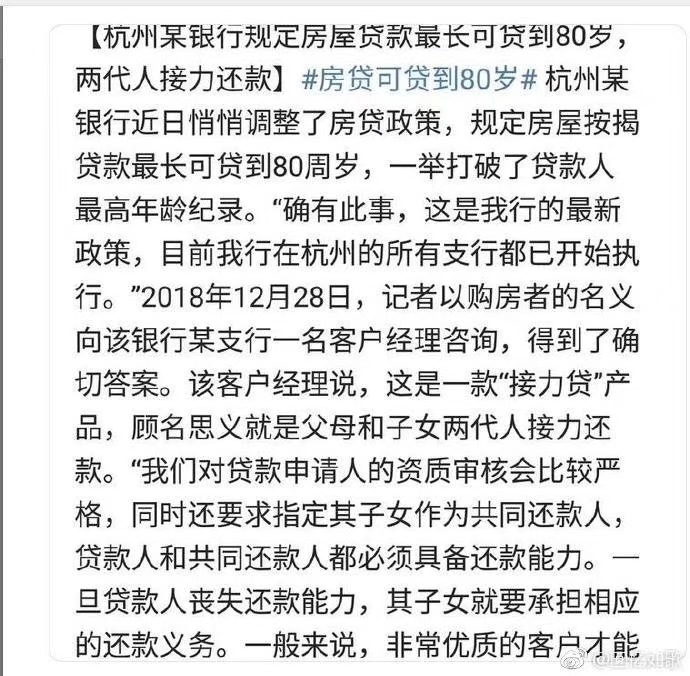 【杭州某银行规定房屋贷款最长可贷到80岁，
两代人接力还款】#房贷可贷到80岁# 杭州某
银行近日悄悄调整了房贷政策，规定房屋按揭
贷款最长可贷到80周岁，一举打破了贷款人
最高年龄纪录。“确有此事，这是我行的最新
政策，目前我行在杭州的所有支行都已开始执
行。”2018年12月28日，记者以购房者的名义
向该银行某支行一名客户经理咨询，得到了确
切答案。该客户经理说，这是一款“接力贷”产
品，顾名思义就是父母和子女两代人接力还
款。“我们对贷款申请人的资质审核会比较严
格，同时还要求指定其子女作为共同还款人，
贷款人和共同还款人都必须具备还款能力。一
旦贷款人丧失还款能力，其子女就要承担相应
的还款义务。一般来说，非常优质的客户才能